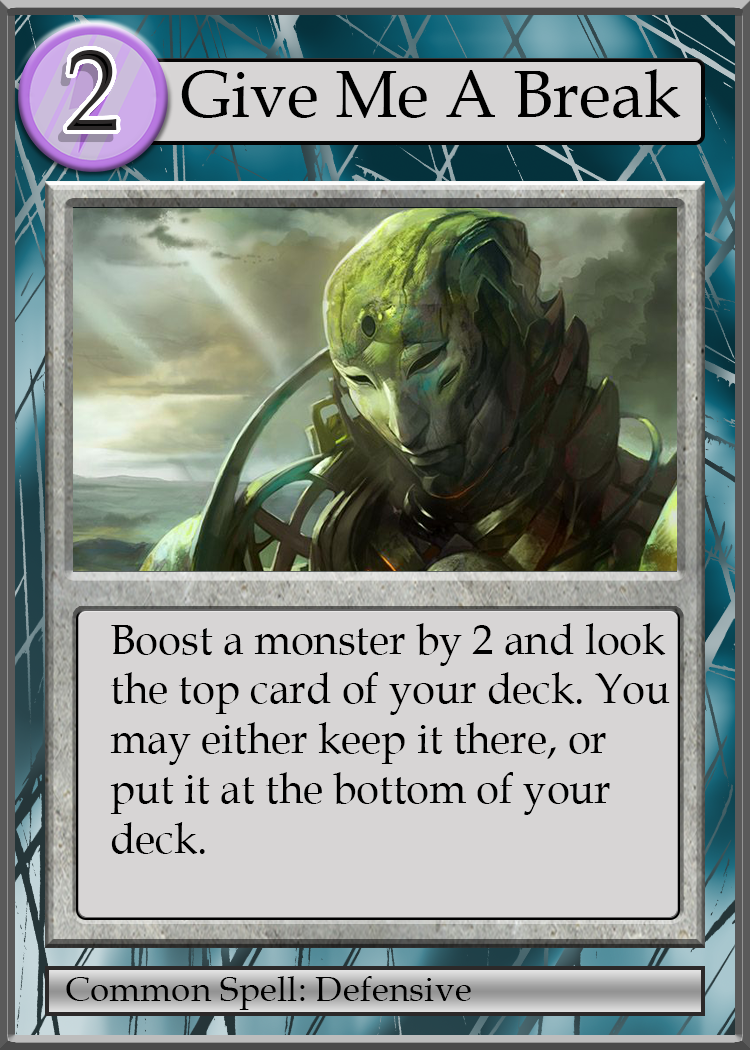 2
Give Me A Break
Boost a monster by 2 and look
the top card of your deck. You
may either keep it there, or
put it at the bottom of your
deck.
Common Spell: Defensive